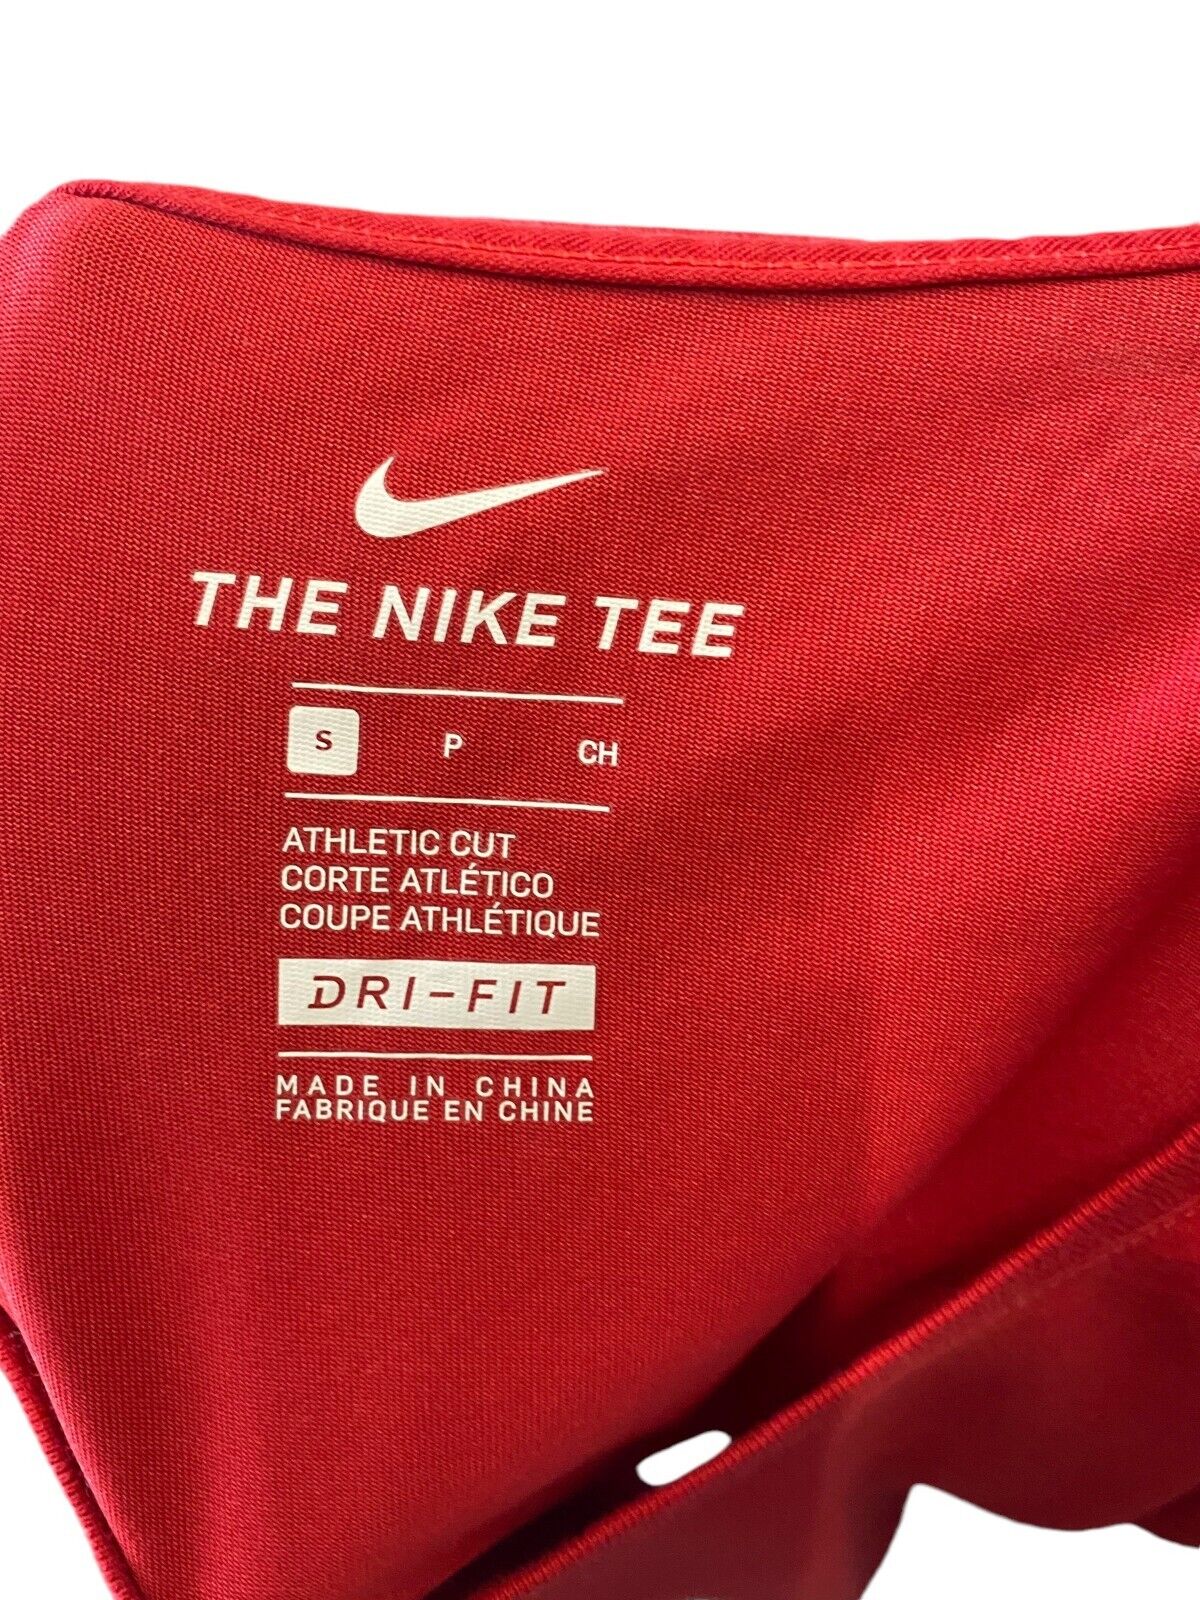 THE NIKE TEE
S P CH
ATHLETIC CUT
CORTE ATLÉTICO
COUPE ATHLÉTIQUE
DRI-FIT
MADE IN CHINA
FABRIQUE EN CHINE